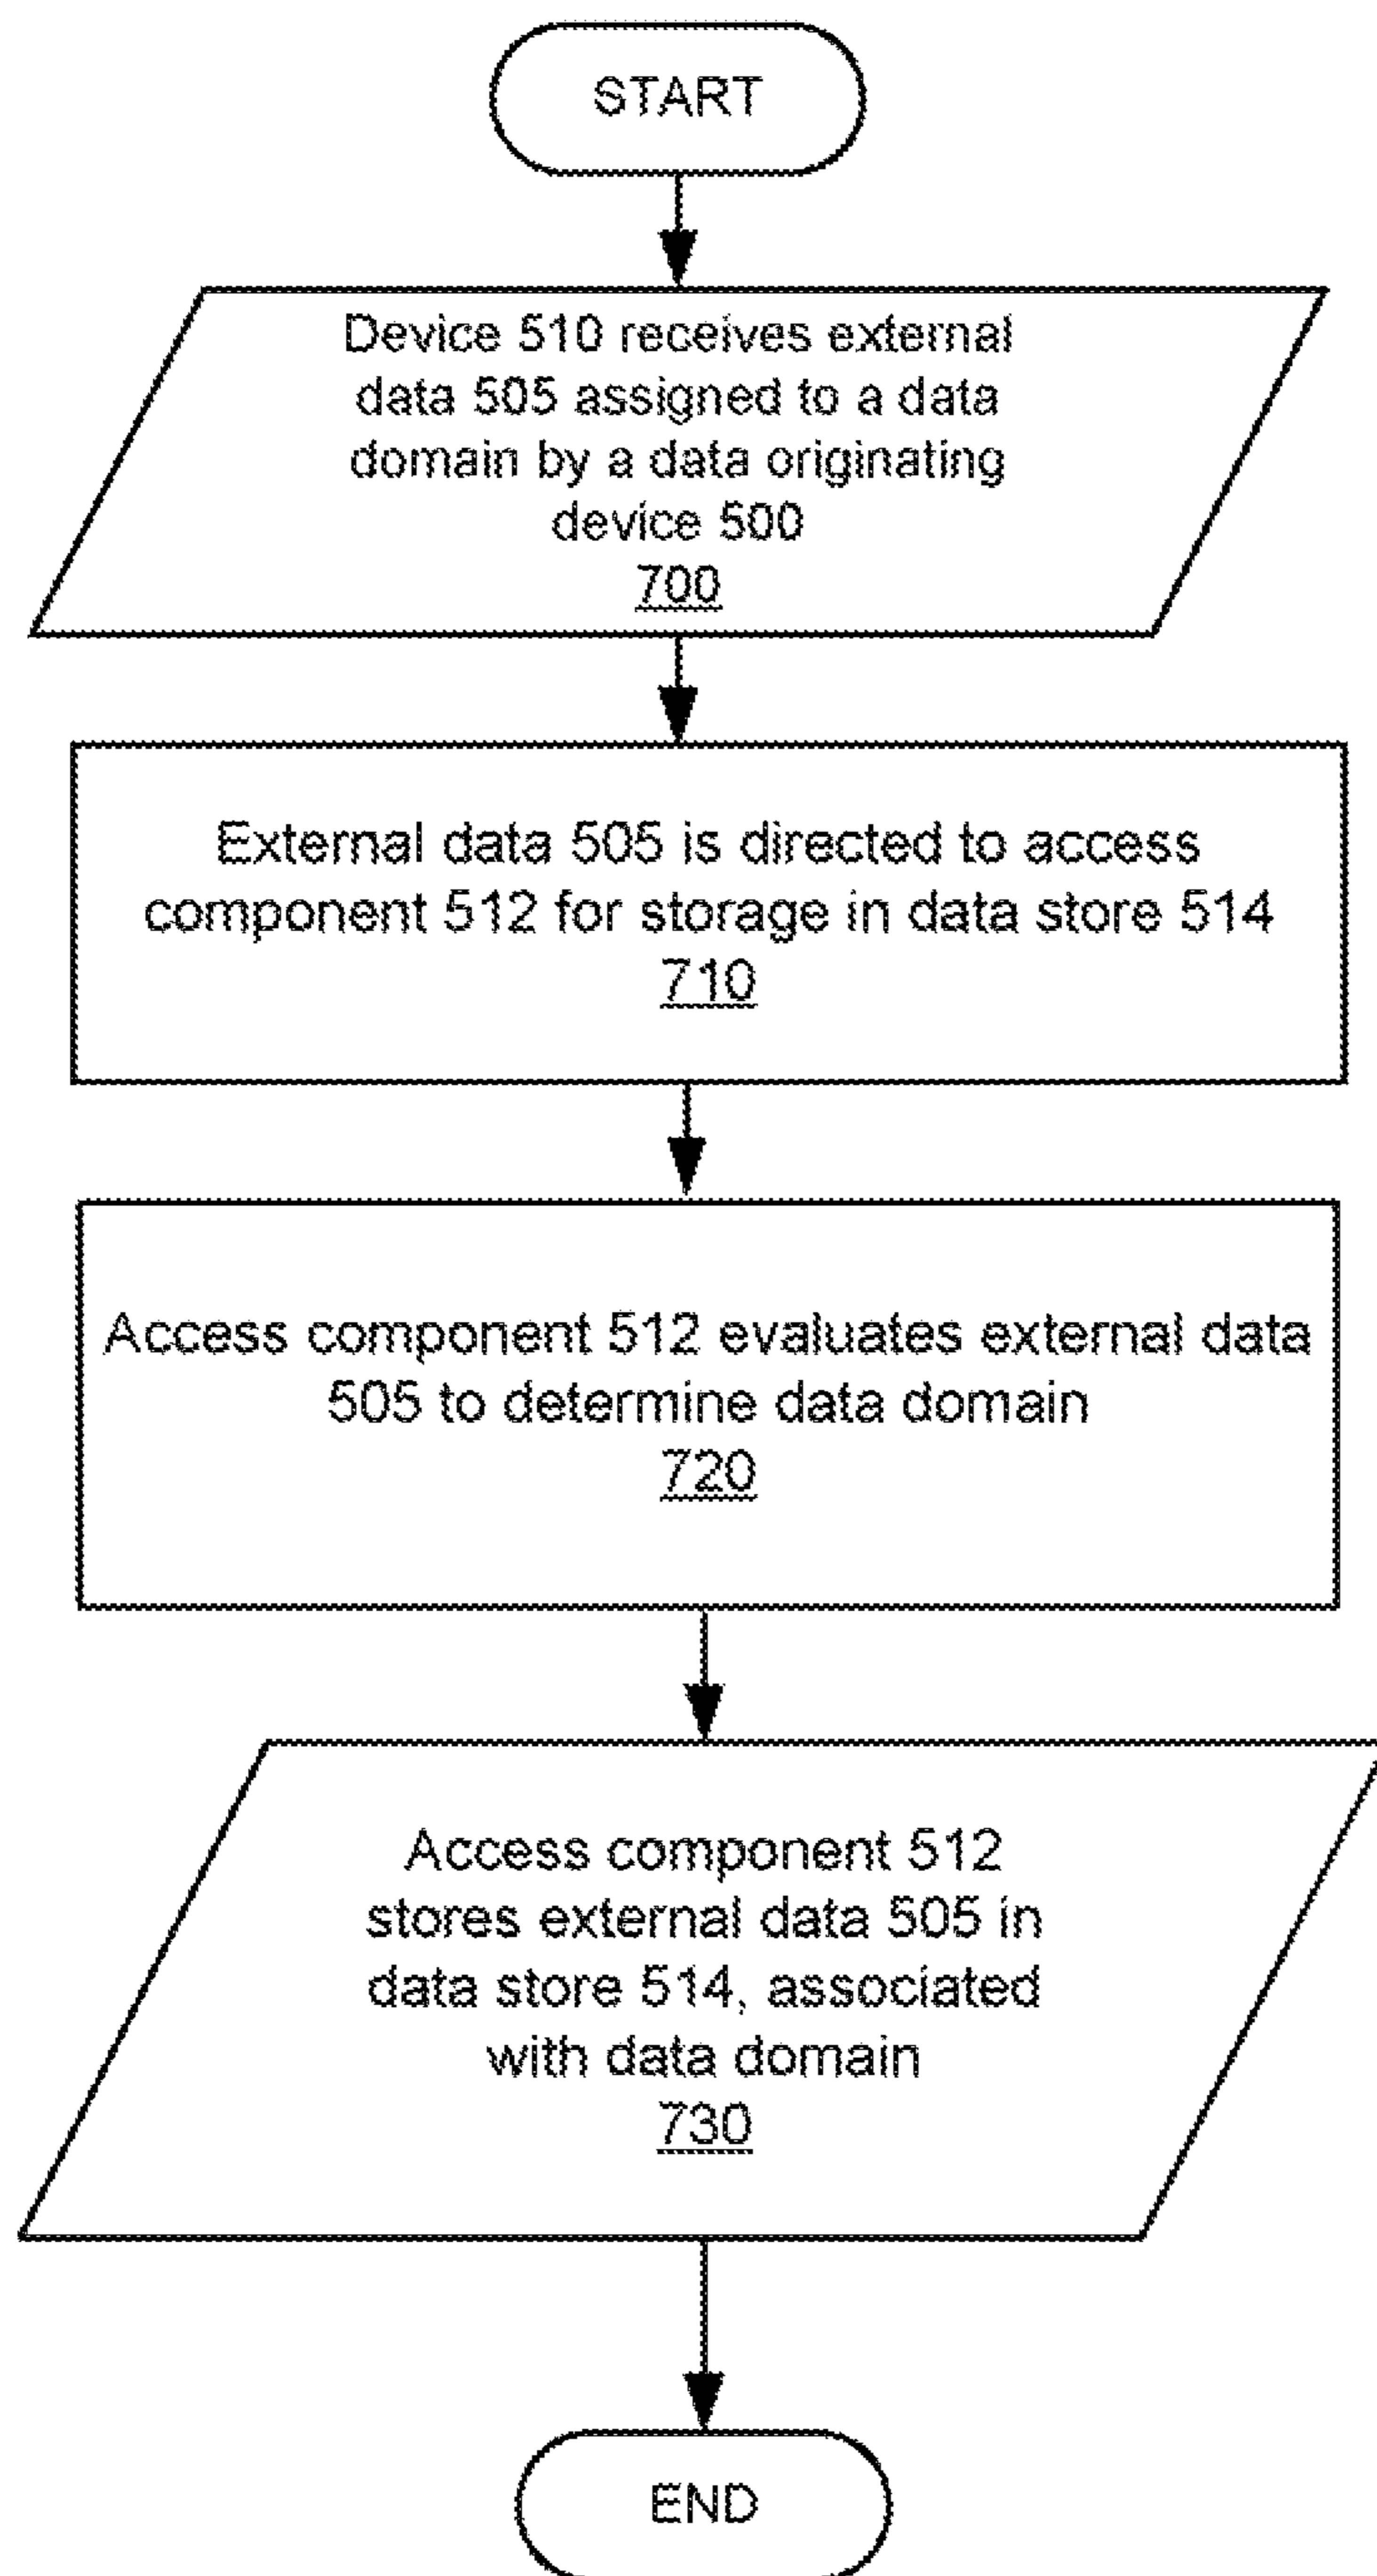 START
Device 510 receives external
data 505 assigned to a data
domain by a data originating
device 500
700
External data 505 is directed to access
component 512 for storage in data store 514
710
Access component 512 evaluates external data
505 to determine data domain
720
Access component 512
stores external data 505 in
data store 514, associated
with data domain
730
END